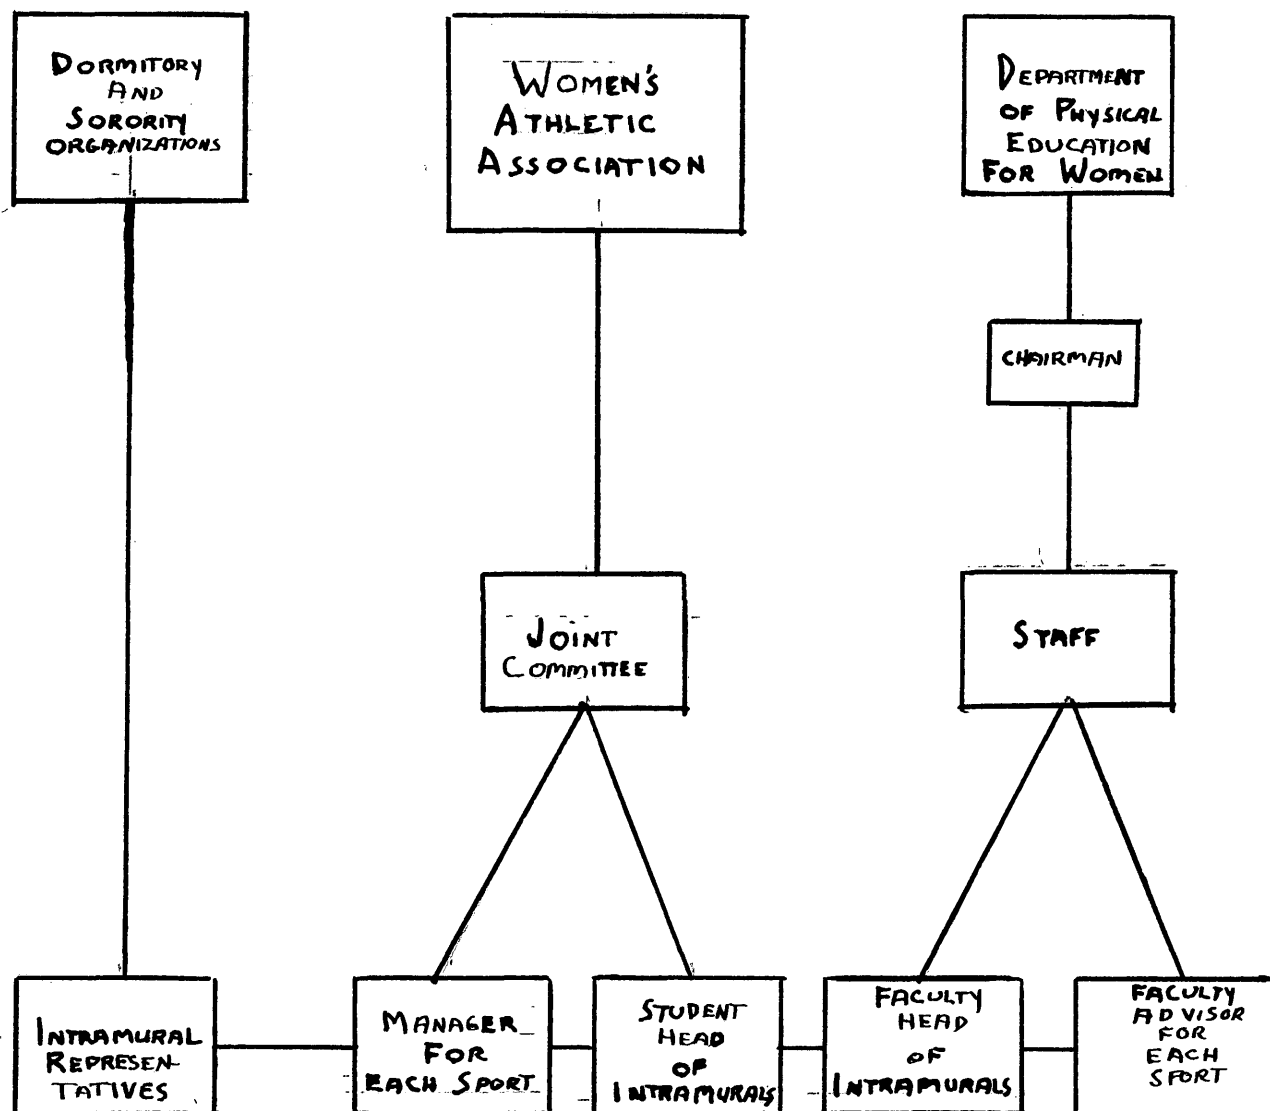 DORMITORY
AND
SORORITY
ORGANIZATIONS
WOMEN'S
ATHLETIC
ASSOCIATION
DEPARTMENT
OF PHYSICAL
EDUCATION
FOR WOMEN
CHAIRMAN
JOINT
COMMITTEE
STAFF
INTRAMURAL
REPRESEN-
TATIVES
MANAGER
FOR
EACH SPORT
STUDENT
HEAD
OF
INTRAMURALS
FACULTY
HEAD
OF
INTRAMURALS
FACULTY
ADVISOR
FOR
EACH
SPORT